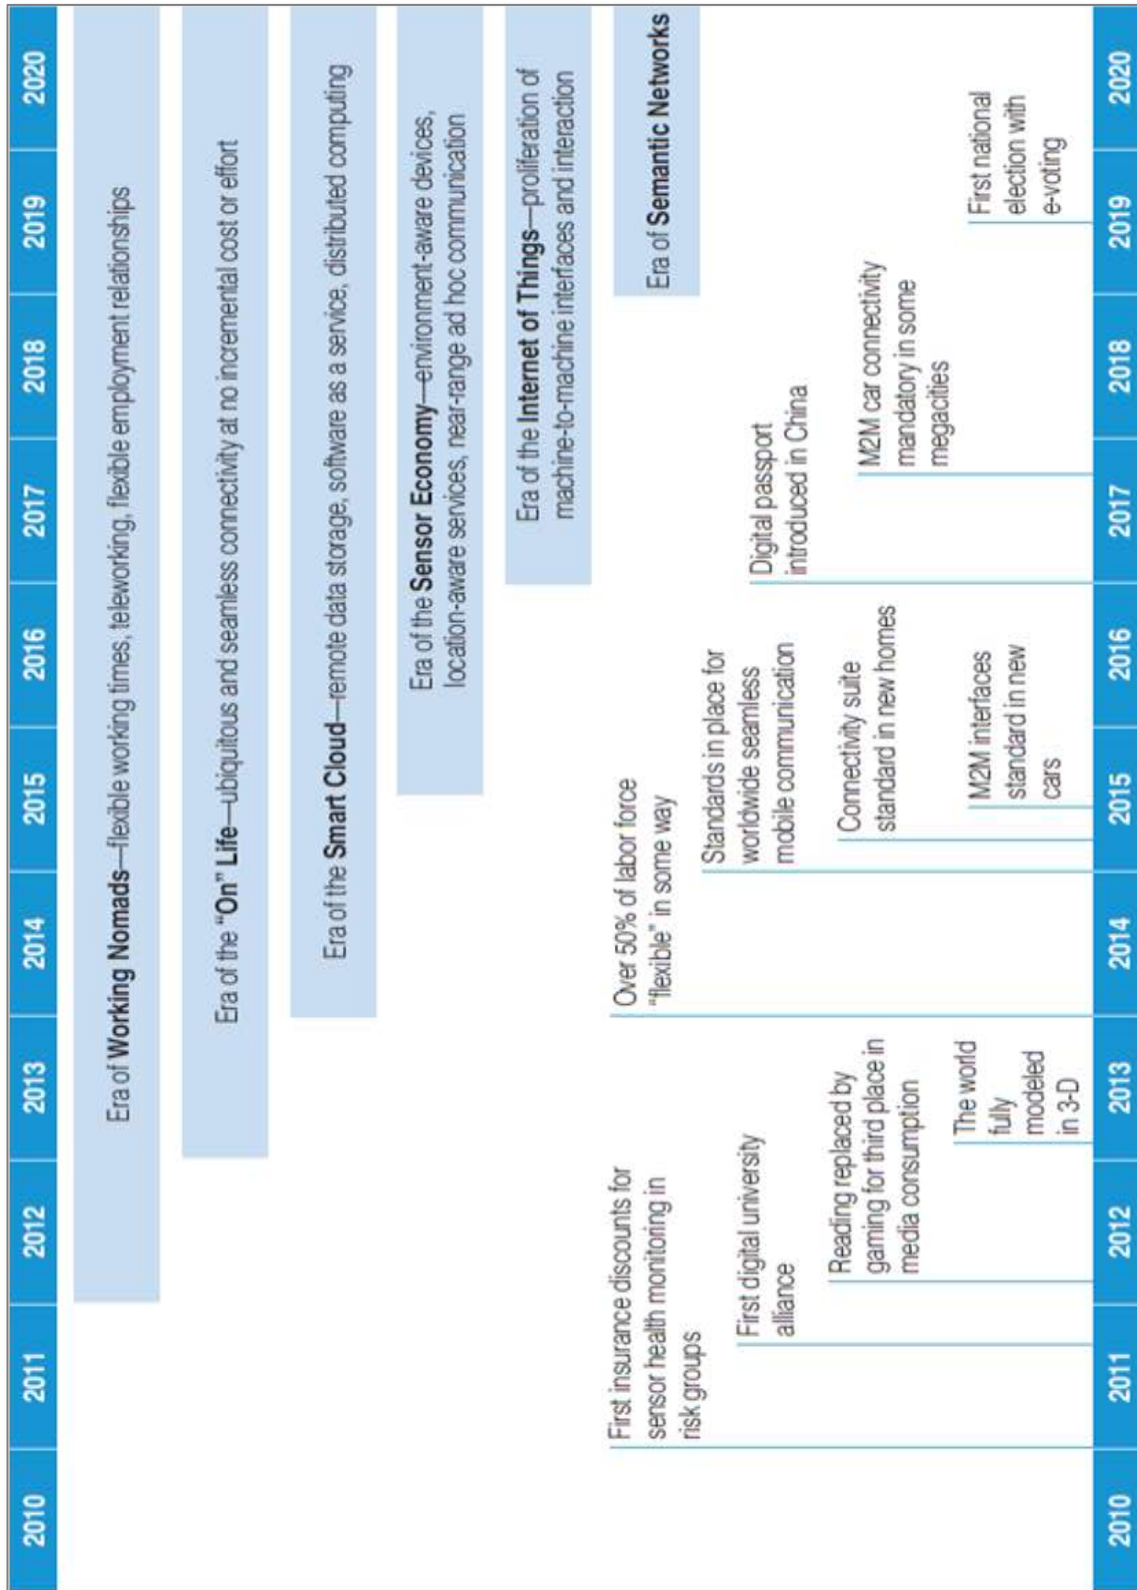 2010 2011 2012 2013 2014 2015 2016 2017 2018 2019 2020
Era of Working Nomads—flexible working times, teleworking, flexible employment relationships
Era of the “On” Life—ubiquitous and seamless connectivity at no incremental cost or effort
Era of the Smart Cloud—remote data storage, software as a service, distributed computing
Era of the Sensor Economy—environment-aware devices,
location-aware services, near-range ad hoc communication
Era of the Internet of Things—proliferation of
machine-to-machine interfaces and interaction
Era of Semantic Networks
First insurance discounts for
sensor health monitoring in
risk groups
First digital university
alliance
Reading replaced by
gaming for third place in
media consumption
The world
fully
modeled
in 3-D
Over 50% of labor force
“flexible” in some way
Standards in place for
worldwide seamless
mobile communication
Connectivity suite
standard in new homes
M2M interfaces
standard in new
cars
Digital passport
introduced in China
M2M car connectivity
mandatory in some
megacities
First national
election with
e-voting
2010 2011 2012 2013 2014 2015 2016 2017 2018 2019 2020